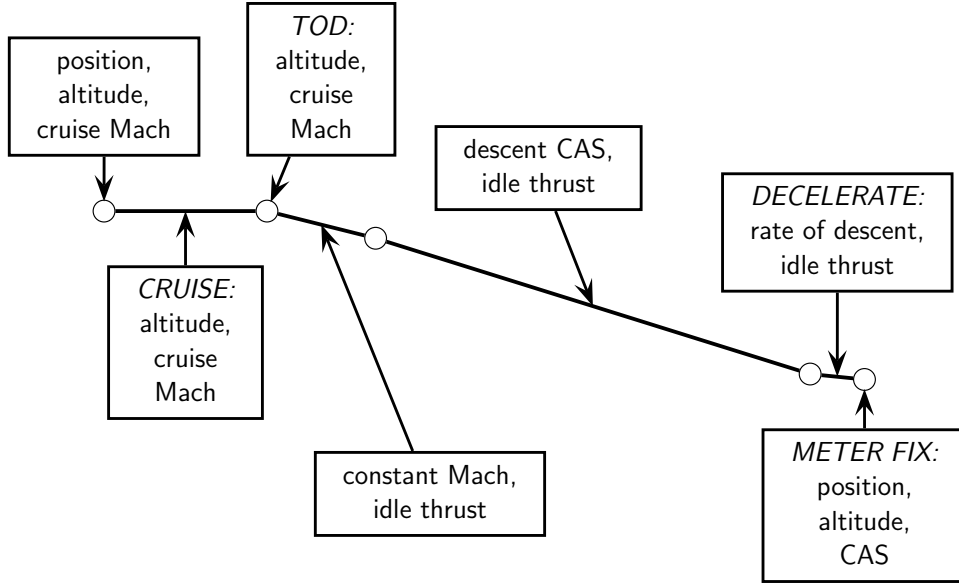 position,
altitude,
cruise Mach
TOD:
altitude,
cruise
Mach
descent CAS,
idle thrust
DECELERATE:
rate of descent,
idle thrust
CRUISE:
altitude,
cruise
Mach
constant Mach,
idle thrust
METER FIX:
position,
altitude,
CAS